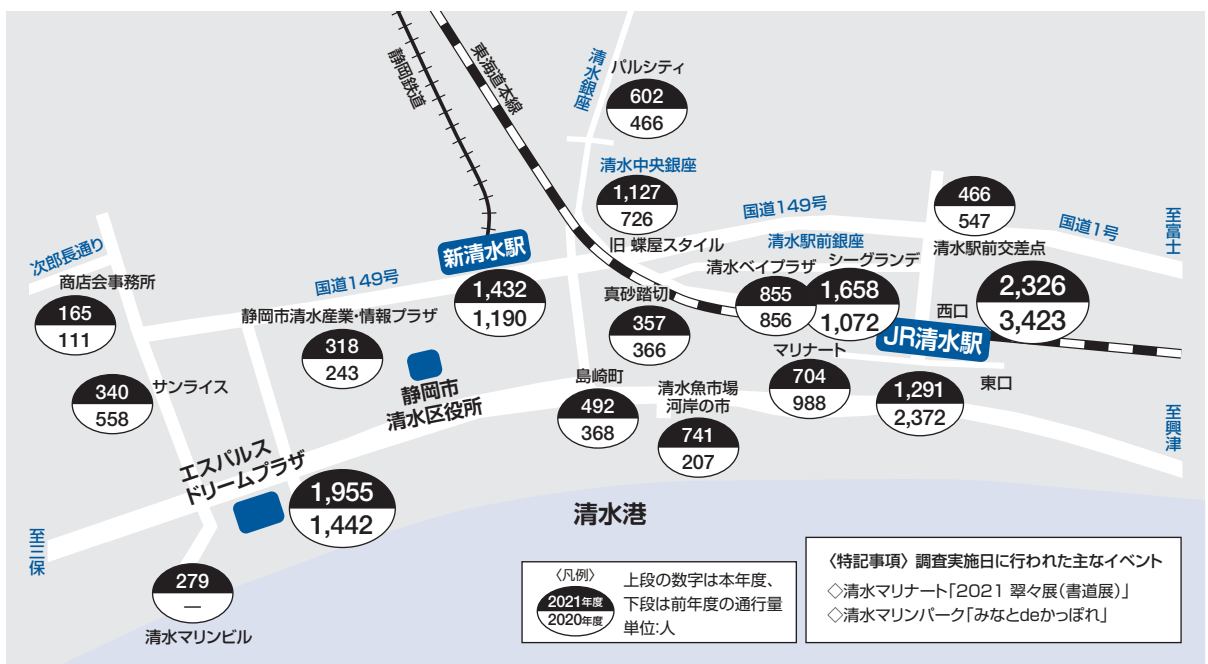 静岡鉄道
東海道本線
清水銀座
パルシティ
602
466
清水中央銀座
1,127
726
旧 蝶屋スタイル
国道149号
清水駅前銀座
466
547
清水駅前交差点
国道1号
至富士
次郎長通り
商店会事務所
165
111
国道149号
新清水駅
1,432
1,190
静岡市清水産業・情報プラザ
318
243
真砂踏切
357
366
清水ベイプラザ
855
856
シーグランデ
1,658
1,072
西口
2,326
3,423
JR清水駅
東口
1,291
2,372
マリナート
704
988
340
558
サンライス
静岡市
清水区役所
島崎町
492
368
清水魚市場
河岸の市
741
207
至興津
エスパルス
ドリームプラザ
1,955
1,442
清水港
至三保
279
—
清水マリンビル
〈凡例〉
2021年度
2020年度
上段の数字は本年度、
下段は前年度の通行量
単位:人
〈特記事項〉 調査実施日に行われた主なイベント
◇清水マリナート「2021 翠々展(書道展)」
◇清水マリンパーク「みなとdeかっぽれ」